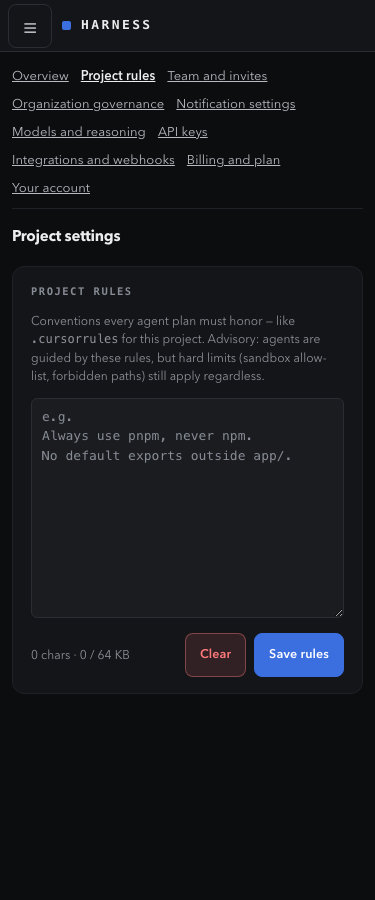 HARNESS
Overview Project rules Team and invites
Organization governance Notification settings
Models and reasoning API keys
Integrations and webhooks Billing and plan
Your account
Project settings
PROJECT RULES
Conventions every agent plan must honor — like
.cursorrules for this project. Advisory: agents are
guided by these rules, but hard limits (sandbox allow-
list, forbidden paths) still apply regardless.
e.g.
Always use pnpm, never npm.
No default exports outside app/.
0 chars · 0 / 64 KB Clear Save rules